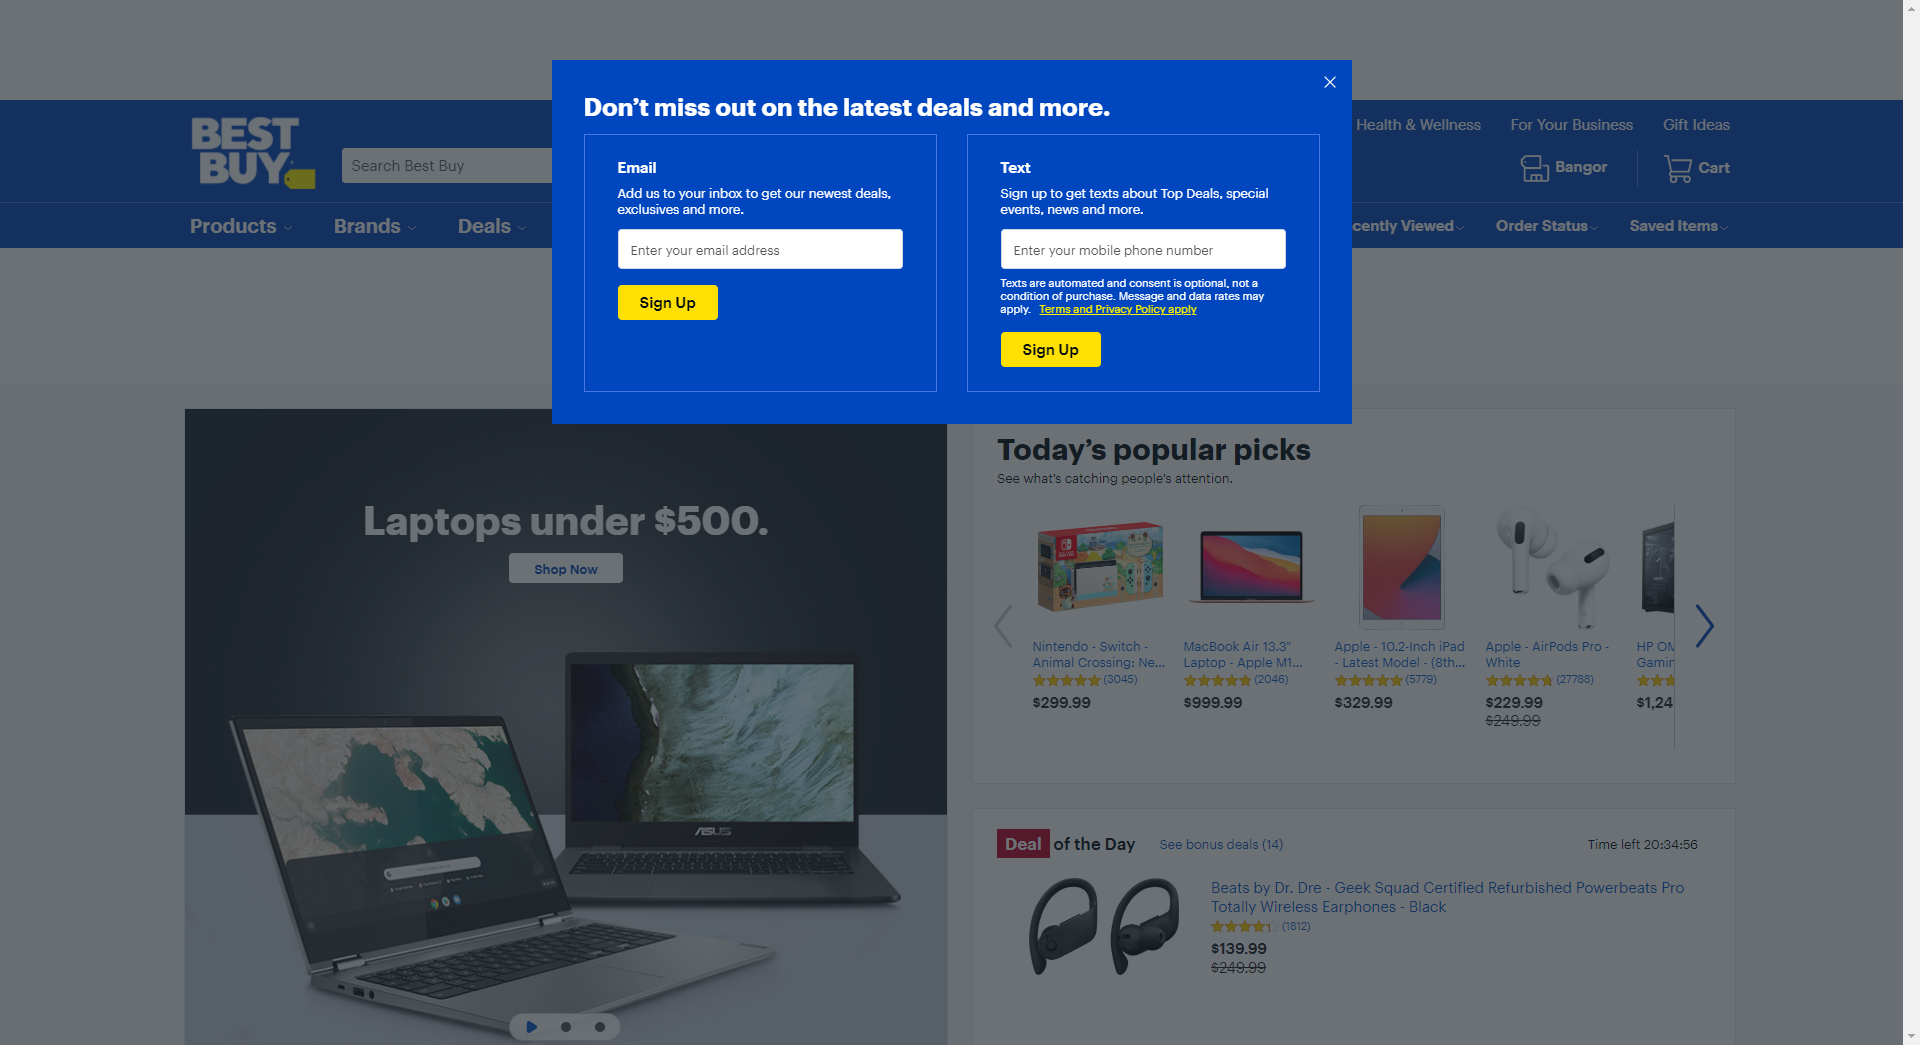 Don't miss out on the latest deals and more.
Email
Add us to your inbox to get our newest deals,
exclusives and more.
Enter your email address
Sign Up
Text
Sign up to get texts about Top Deals, special
events, news and more.
Enter your mobile phone number
Texts are automated and consent is optional, not a
condition of purchase. Message and data rates may
apply. Terms and Privacy Policy apply
Sign Up
BEST
BUY
Search Best Buy
Health & Wellness
For Your Business
Gift Ideas
Bangor
Cart
Products
Brands
Deals
cently Viewed
Order Status
Saved Items
Laptops under $500.
Shop Now
ASUS
Today's popular picks
See what's catching people's attention.
Nintendo - Switch -
Animal Crossing: Ne...
(3045)
$299.99
MacBook Air 13.3"
Laptop - Apple M1...
(2046)
$999.99
Apple - 10.2-Inch iPad
- Latest Model - (8th...
(5779)
$329.99
Apple - AirPods Pro -
White
(27788)
$229.99
$249.99
HP OM
Gamin
$1,24
Deal of the Day
See bonus deals (14)
Time left 20:34:56
Beats by Dr. Dre - Geek Squad Certified Refurbished Powerbeats Pro
Totally Wireless Earphones - Black
(1812)
$139.99
$249.99